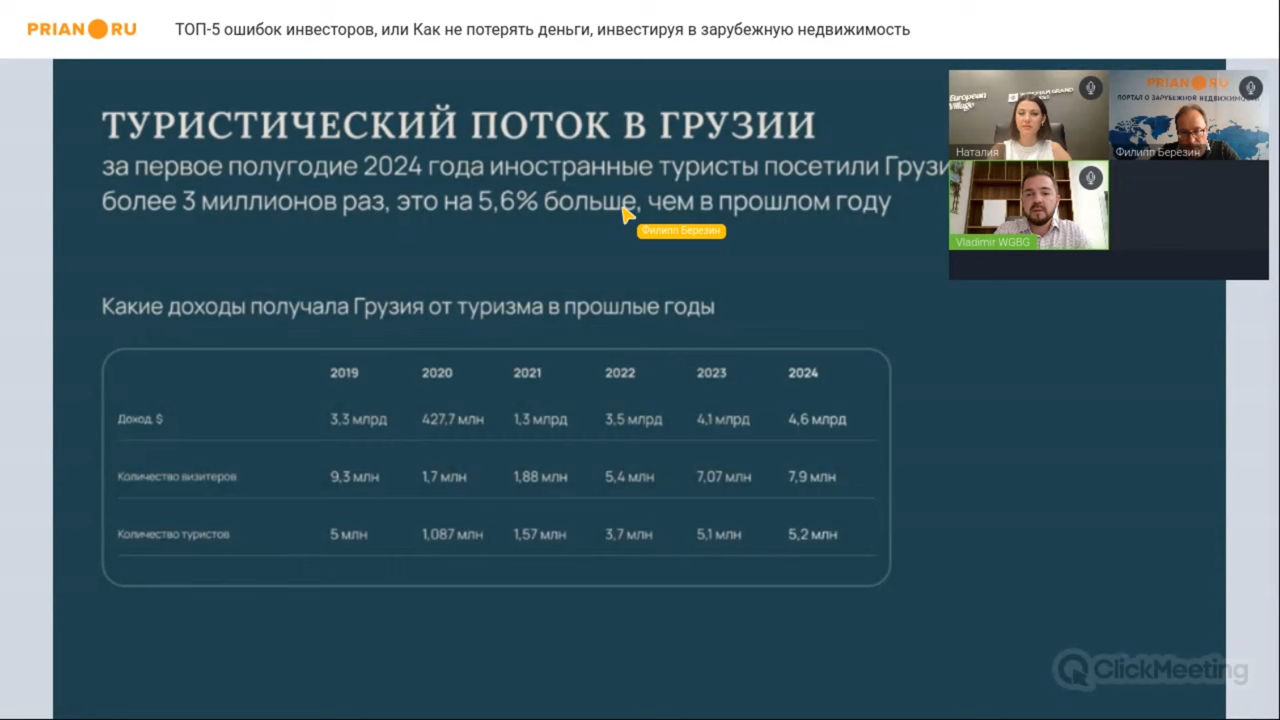 PRIAN RU
ТОП-5 ошибок инвесторов, или Как не потерять деньги, инвестируя в зарубежную недвижимость
ТУРИСТИЧЕСКИЙ ПОТОК В ГРУЗИИ
за первое полугодие 2024 года иностранные туристы посетили Грузи
более 3 миллионов раз, это на 5,6% больше, чем в прошлом году
Филипп Березин
Какие доходы получала Грузия от туризма в прошлые годы
2019 2020 2021 2022 2023 2024
Доход, $ 3,3 млрд 427,7 млн 1,3 млрд 3,5 млрд 4,1 млрд 4,6 млрд
Количество визитеров 9,3 млн 1,7 млн 1,88 млн 5,4 млн 7,07 млн 7,9 млн
Количество туристов 5 млн 1,087 млн 1,57 млн 3,7 млн 5,1 млн 5,2 млн
European
Village
Наталия
PRIAN RU
ПОРТАЛ О ЗАРУБЕЖНОЙ НЕДВИЖИМОСТИ
Филипп Березин
Vladimir WGBG
ClickMeeting